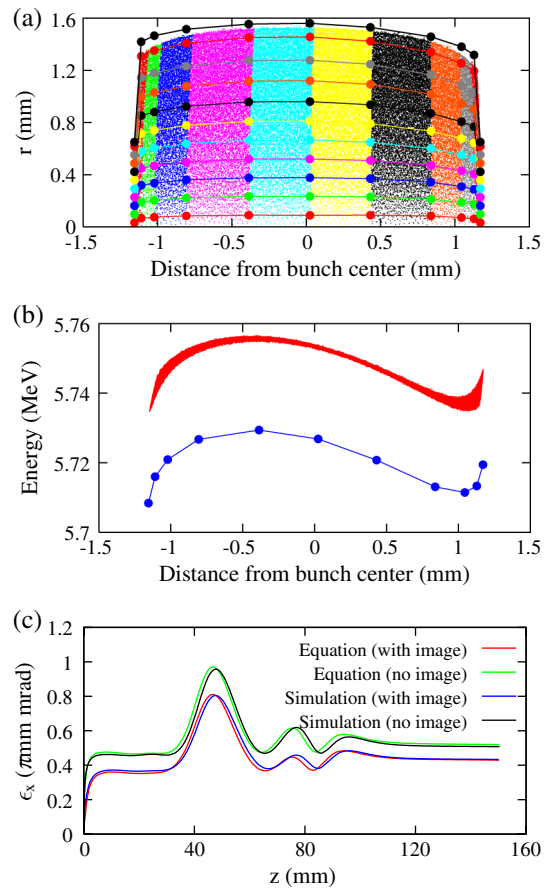 (a)
1.6
1.2
0.8
0.4
0
r (mm)
-1.5 -1 -0.5 0 0.5 1 1.5
Distance from bunch center (mm)
(b)
5.76
5.74
5.72
5.7
Energy (MeV)
-1.5 -1 -0.5 0 0.5 1 1.5
Distance from bunch center (mm)
(c)
1.2
1
0.8
0.6
0.4
0.2
0
ϵx (πmm mrad)
Equation (with image)
Equation (no image)
Simulation (with image)
Simulation (no image)
0 40 80 120 160
z (mm)